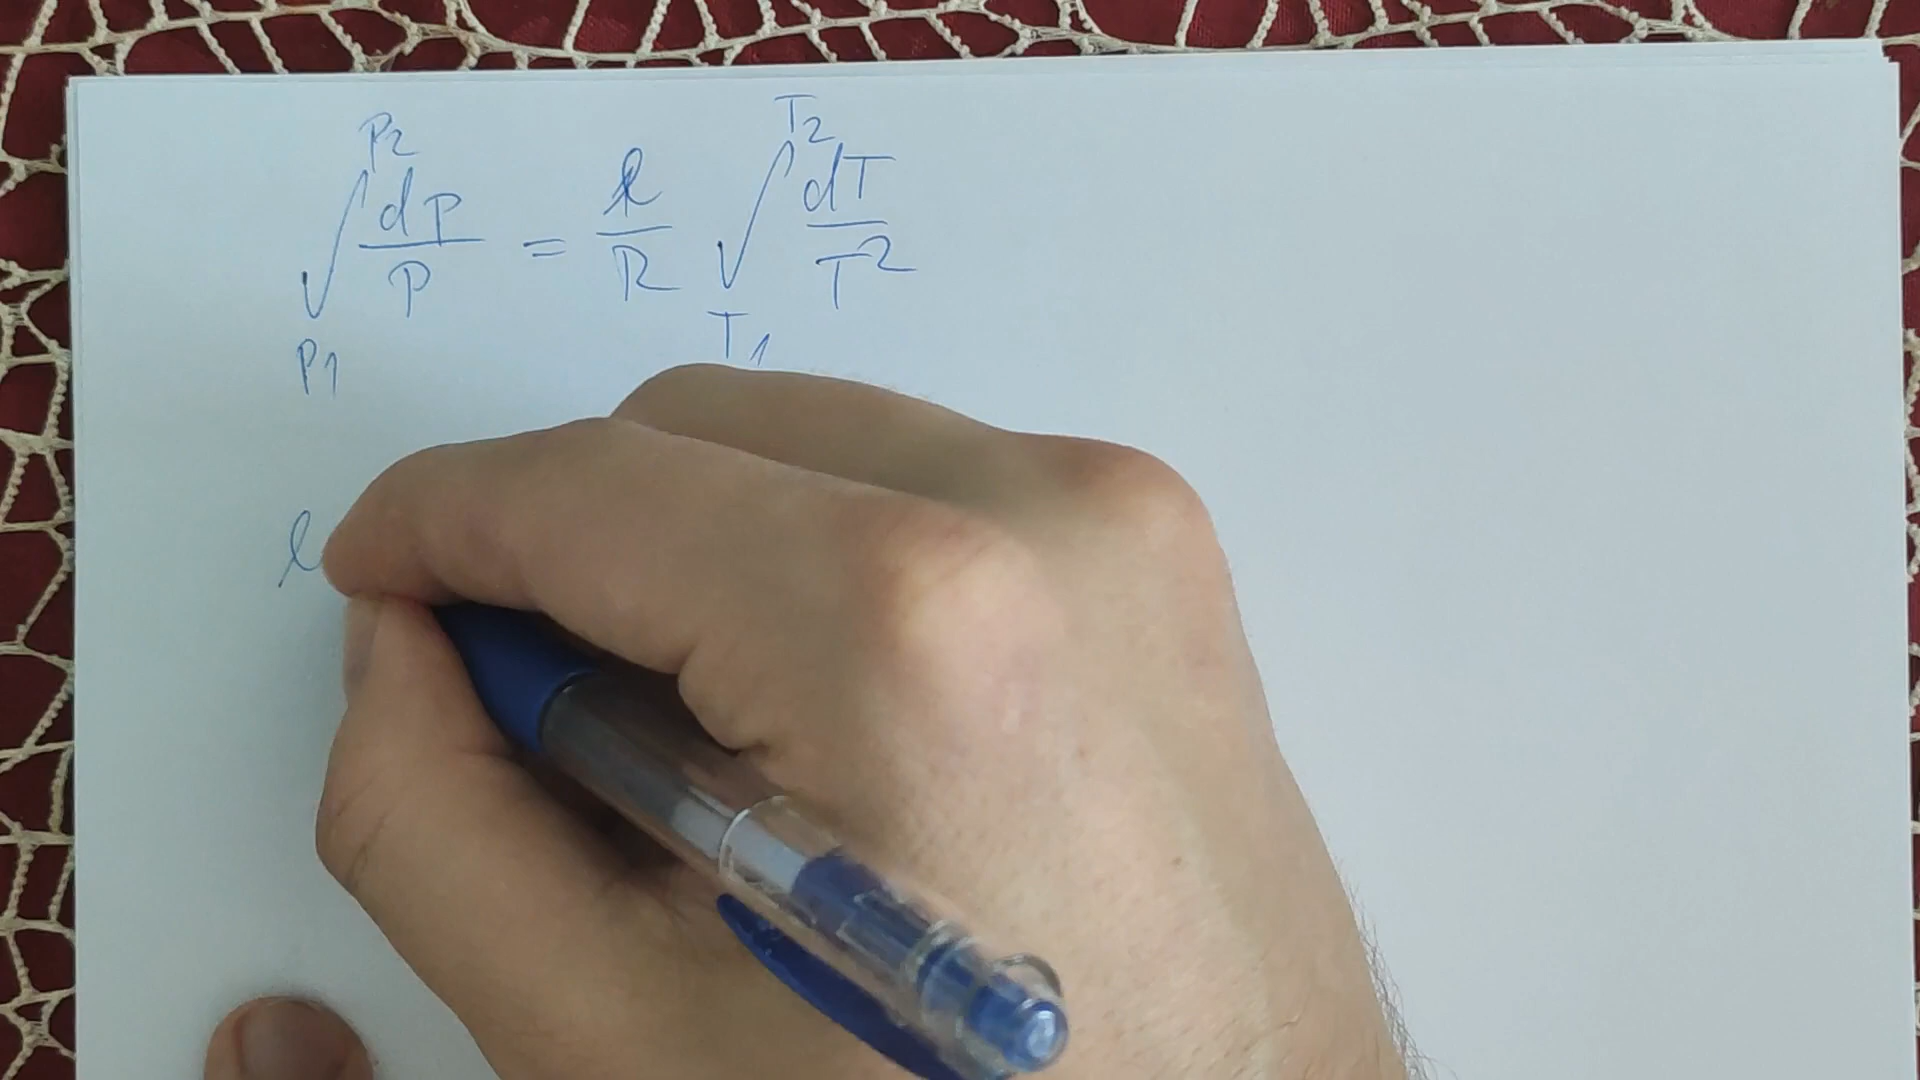 ∫_{P1}^{P2} dP/P = l/R ∫_{T1}^{T2} dT/T²
l